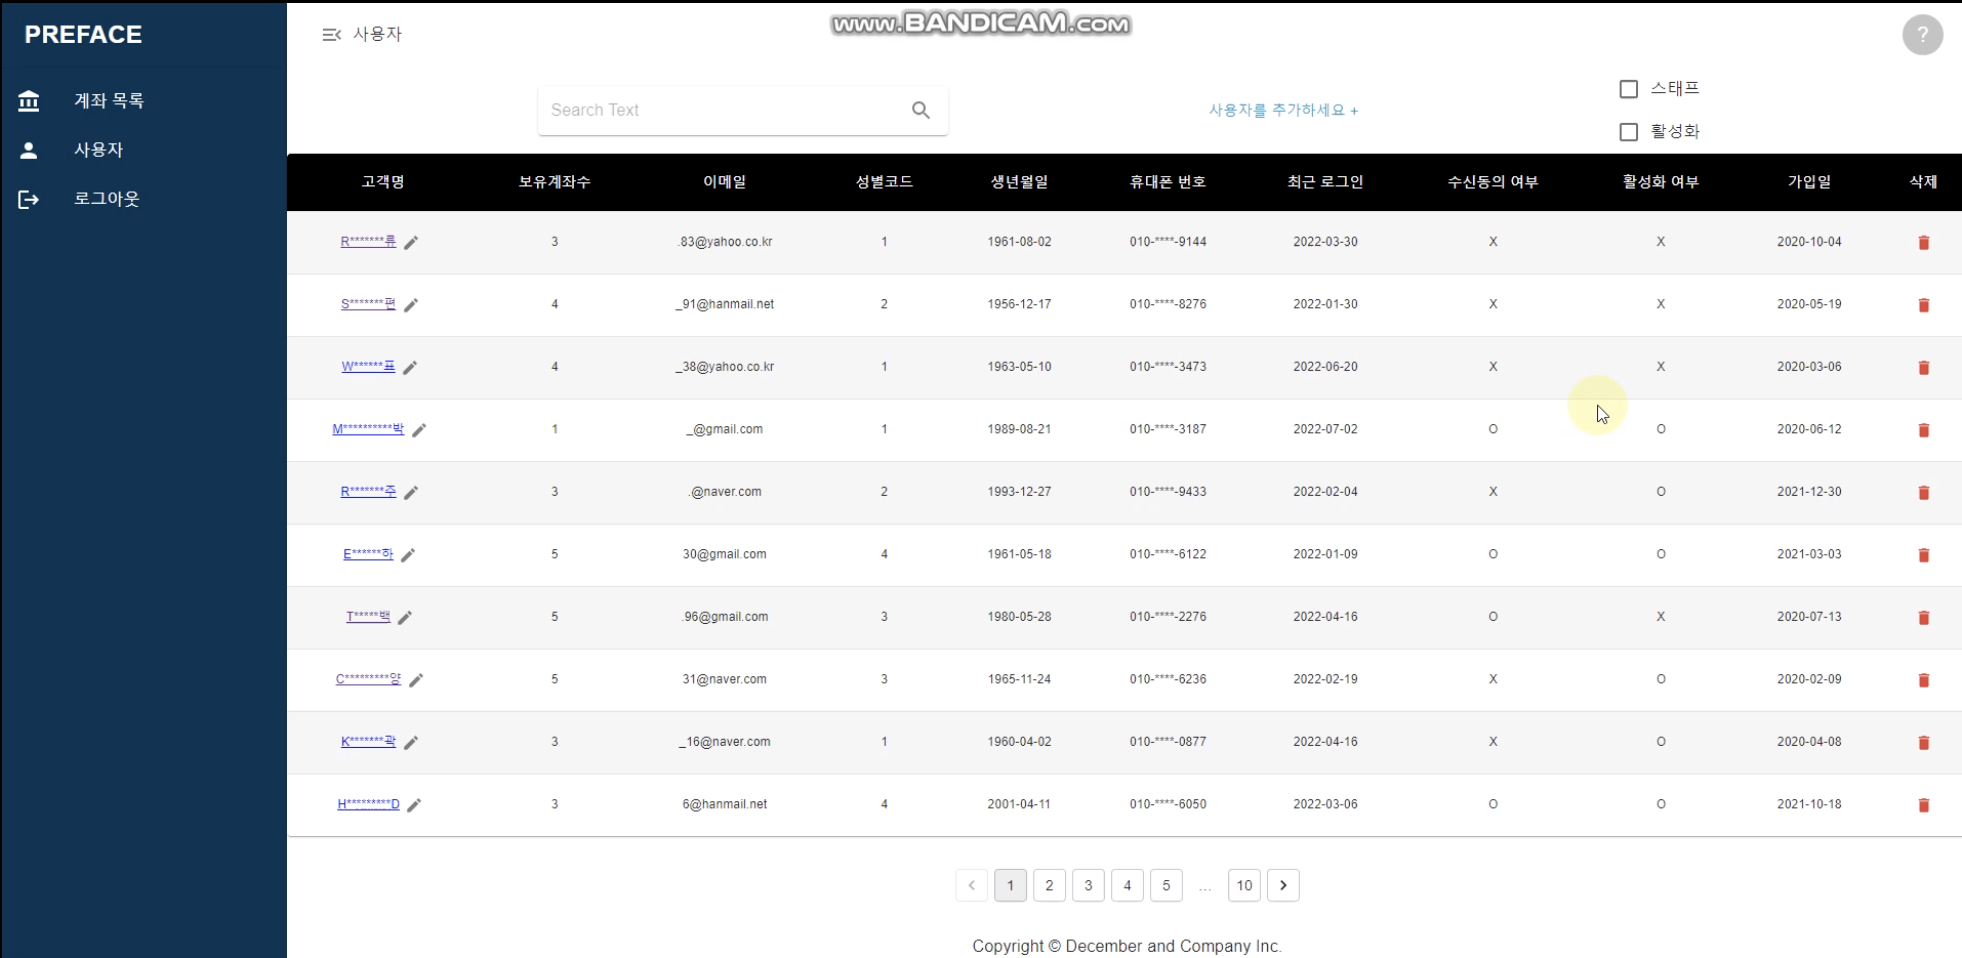 PREFACE
계좌 목록
사용자
로그아웃
사용자
www.BANDICAM.com
?
Search Text
사용자를 추가하세요 +
스태프
활성화
고객명 보유계좌수 이메일 성별코드 생년월일 휴대폰 번호 최근 로그인 수신동의 여부 활성화 여부 가입일 삭제
R*******류 3 .83@yahoo.co.kr 1 1961-08-02 010-****-9144 2022-03-30 X X 2020-10-04
S*******편 4 _91@hanmail.net 2 1956-12-17 010-****-8276 2022-01-30 X X 2020-05-19
W******표 4 _38@yahoo.co.kr 1 1963-05-10 010-****-3473 2022-06-20 X X 2020-03-06
M**********박 1 _@gmail.com 1 1989-08-21 010-****-3187 2022-07-02 O O 2020-06-12
R*******주 3 .@naver.com 2 1993-12-27 010-****-9433 2022-02-04 X O 2021-12-30
E******하 5 30@gmail.com 4 1961-05-18 010-****-6122 2022-01-09 O O 2021-03-03
T*****백 5 .96@gmail.com 3 1980-05-28 010-****-2276 2022-04-16 O X 2020-07-13
C*********양 5 31@naver.com 3 1965-11-24 010-****-6236 2022-02-19 X O 2020-02-09
K*******곽 3 _16@naver.com 1 1960-04-02 010-****-0877 2022-04-16 X O 2020-04-08
H*********D 3 6@hanmail.net 4 2001-04-11 010-****-6050 2022-03-06 O O 2021-10-18
1 2 3 4 5 ... 10
Copyright © December and Company Inc.